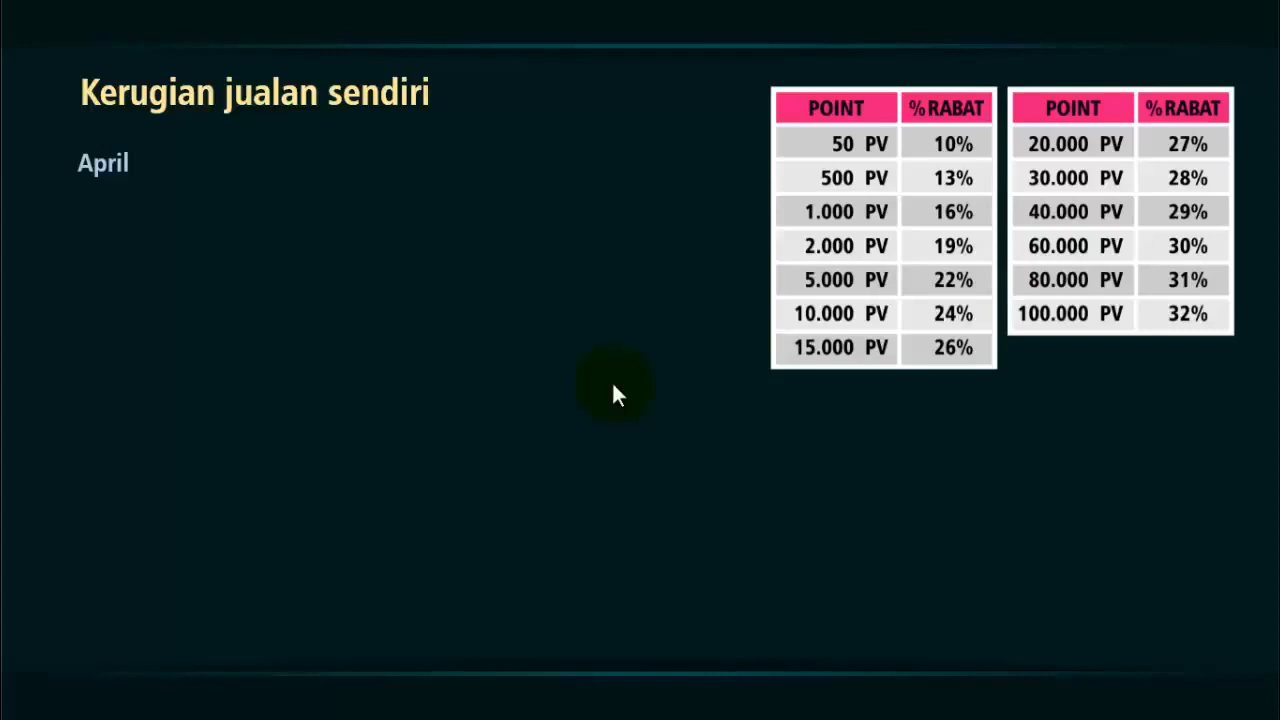 Kerugian jualan sendiri
April
POINT %RABAT
50 PV 10%
500 PV 13%
1.000 PV 16%
2.000 PV 19%
5.000 PV 22%
10.000 PV 24%
15.000 PV 26%
POINT %RABAT
20.000 PV 27%
30.000 PV 28%
40.000 PV 29%
60.000 PV 30%
80.000 PV 31%
100.000 PV 32%